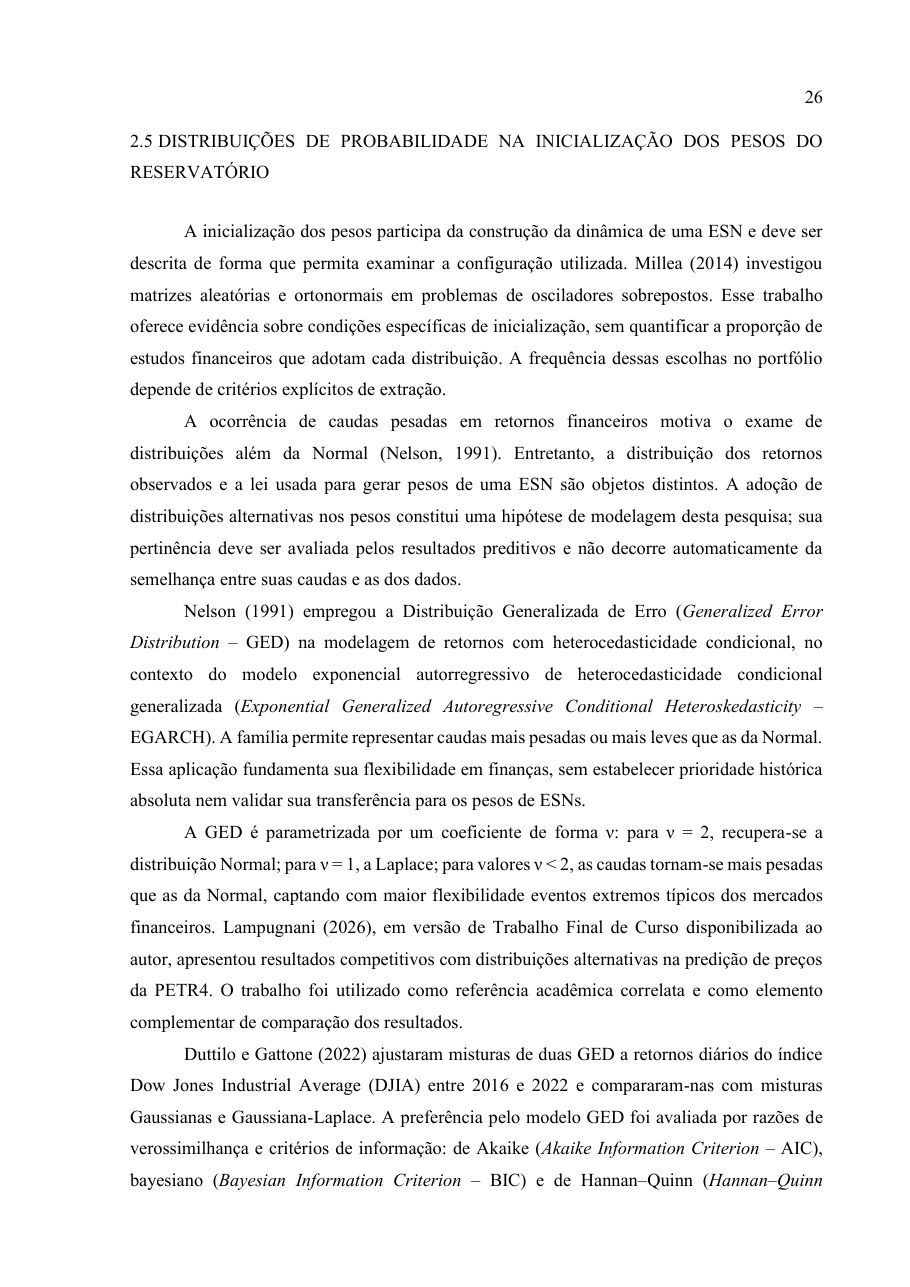 26
2.5 DISTRIBUIÇÕES DE PROBABILIDADE NA INICIALIZAÇÃO DOS PESOS DO
RESERVATÓRIO
A inicialização dos pesos participa da construção da dinâmica de uma ESN e deve ser
descrita de forma que permita examinar a configuração utilizada. Millea (2014) investigou
matrizes aleatórias e ortonormais em problemas de osciladores sobrepostos. Esse trabalho
oferece evidência sobre condições específicas de inicialização, sem quantificar a proporção de
estudos financeiros que adotam cada distribuição. A frequência dessas escolhas no portfólio
depende de critérios explícitos de extração.
A ocorrência de caudas pesadas em retornos financeiros motiva o exame de
distribuições além da Normal (Nelson, 1991). Entretanto, a distribuição dos retornos
observados e a lei usada para gerar pesos de uma ESN são objetos distintos. A adoção de
distribuições alternativas nos pesos constitui uma hipótese de modelagem desta pesquisa; sua
pertinência deve ser avaliada pelos resultados preditivos e não decorre automaticamente da
semelhança entre suas caudas e as dos dados.
Nelson (1991) empregou a Distribuição Generalizada de Erro (Generalized Error
Distribution – GED) na modelagem de retornos com heterocedasticidade condicional, no
contexto do modelo exponencial autorregressivo de heterocedasticidade condicional
generalizada (Exponential Generalized Autoregressive Conditional Heteroskedasticity –
EGARCH). A família permite representar caudas mais pesadas ou mais leves que as da Normal.
Essa aplicação fundamenta sua flexibilidade em finanças, sem estabelecer prioridade histórica
absoluta nem validar sua transferência para os pesos de ESNs.
A GED é parametrizada por um coeficiente de forma ν: para ν = 2, recupera-se a
distribuição Normal; para ν = 1, a Laplace; para valores ν < 2, as caudas tornam-se mais pesadas
que as da Normal, captando com maior flexibilidade eventos extremos típicos dos mercados
financeiros. Lampugnani (2026), em versão de Trabalho Final de Curso disponibilizada ao
autor, apresentou resultados competitivos com distribuições alternativas na predição de preços
da PETR4. O trabalho foi utilizado como referência acadêmica correlata e como elemento
complementar de comparação dos resultados.
Duttilo e Gattone (2022) ajustaram misturas de duas GED a retornos diários do índice
Dow Jones Industrial Average (DJIA) entre 2016 e 2022 e compararam-nas com misturas
Gaussianas e Gaussiana-Laplace. A preferência pelo modelo GED foi avaliada por razões de
verossimilhança e critérios de informação: de Akaike (Akaike Information Criterion – AIC),
bayesiano (Bayesian Information Criterion – BIC) e de Hannan–Quinn (Hannan–Quinn